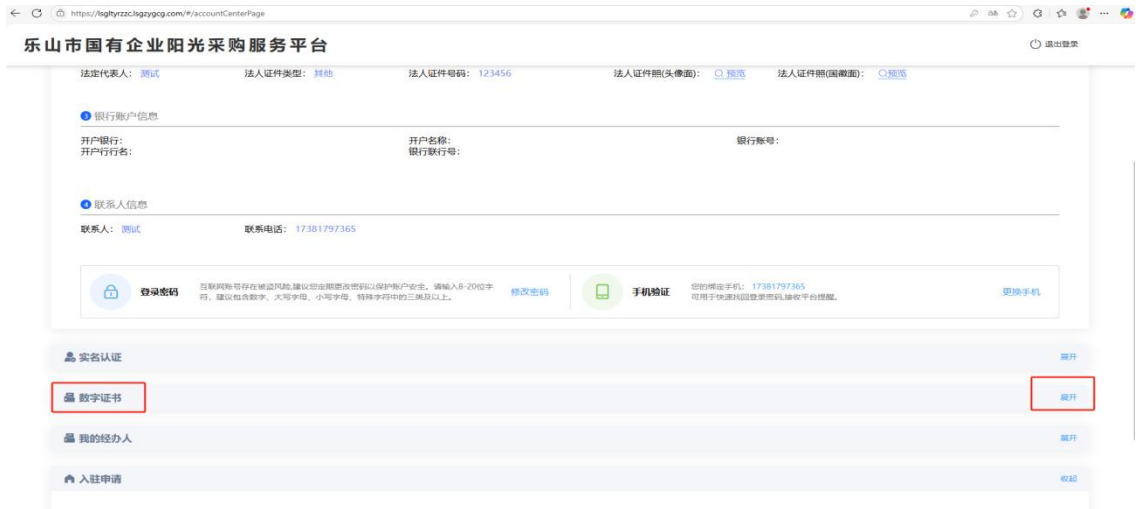 https://lsgltyrzzc.lsgzygcg.com/#/accountCenterPage
乐山市国有企业阳光采购服务平台
退出登录
法定代表人： 测试 法人证件类型： 其他 法人证件号码： 123456 法人证件照(头像面)： 预览 法人证件照(国徽面)： 预览
3 银行账户信息
开户银行： 开户名称： 银行账号：
开户行行名： 银行联行号：
4 联系人信息
联系人： 测试 联系电话： 17381797365
登录密码 互联网账号存在被盗风险,建议您定期更改密码以保护账户安全。请输入8-20位字符，建议包含数字、大写字母、小写字母、特殊字符中的三类及以上。 修改密码
手机验证 您的绑定手机： 17381797365
可用于快速找回登录密码,接收平台提醒。 更换手机
实名认证 展开
数字证书 展开
我的经办人 展开
入驻申请 收起